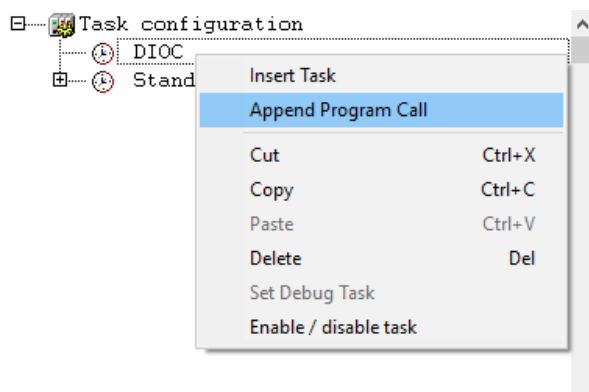 Task configuration
DIOC
Stand
Insert Task
Append Program Call
Cut Ctrl+X
Copy Ctrl+C
Paste Ctrl+V
Delete Del
Set Debug Task
Enable / disable task